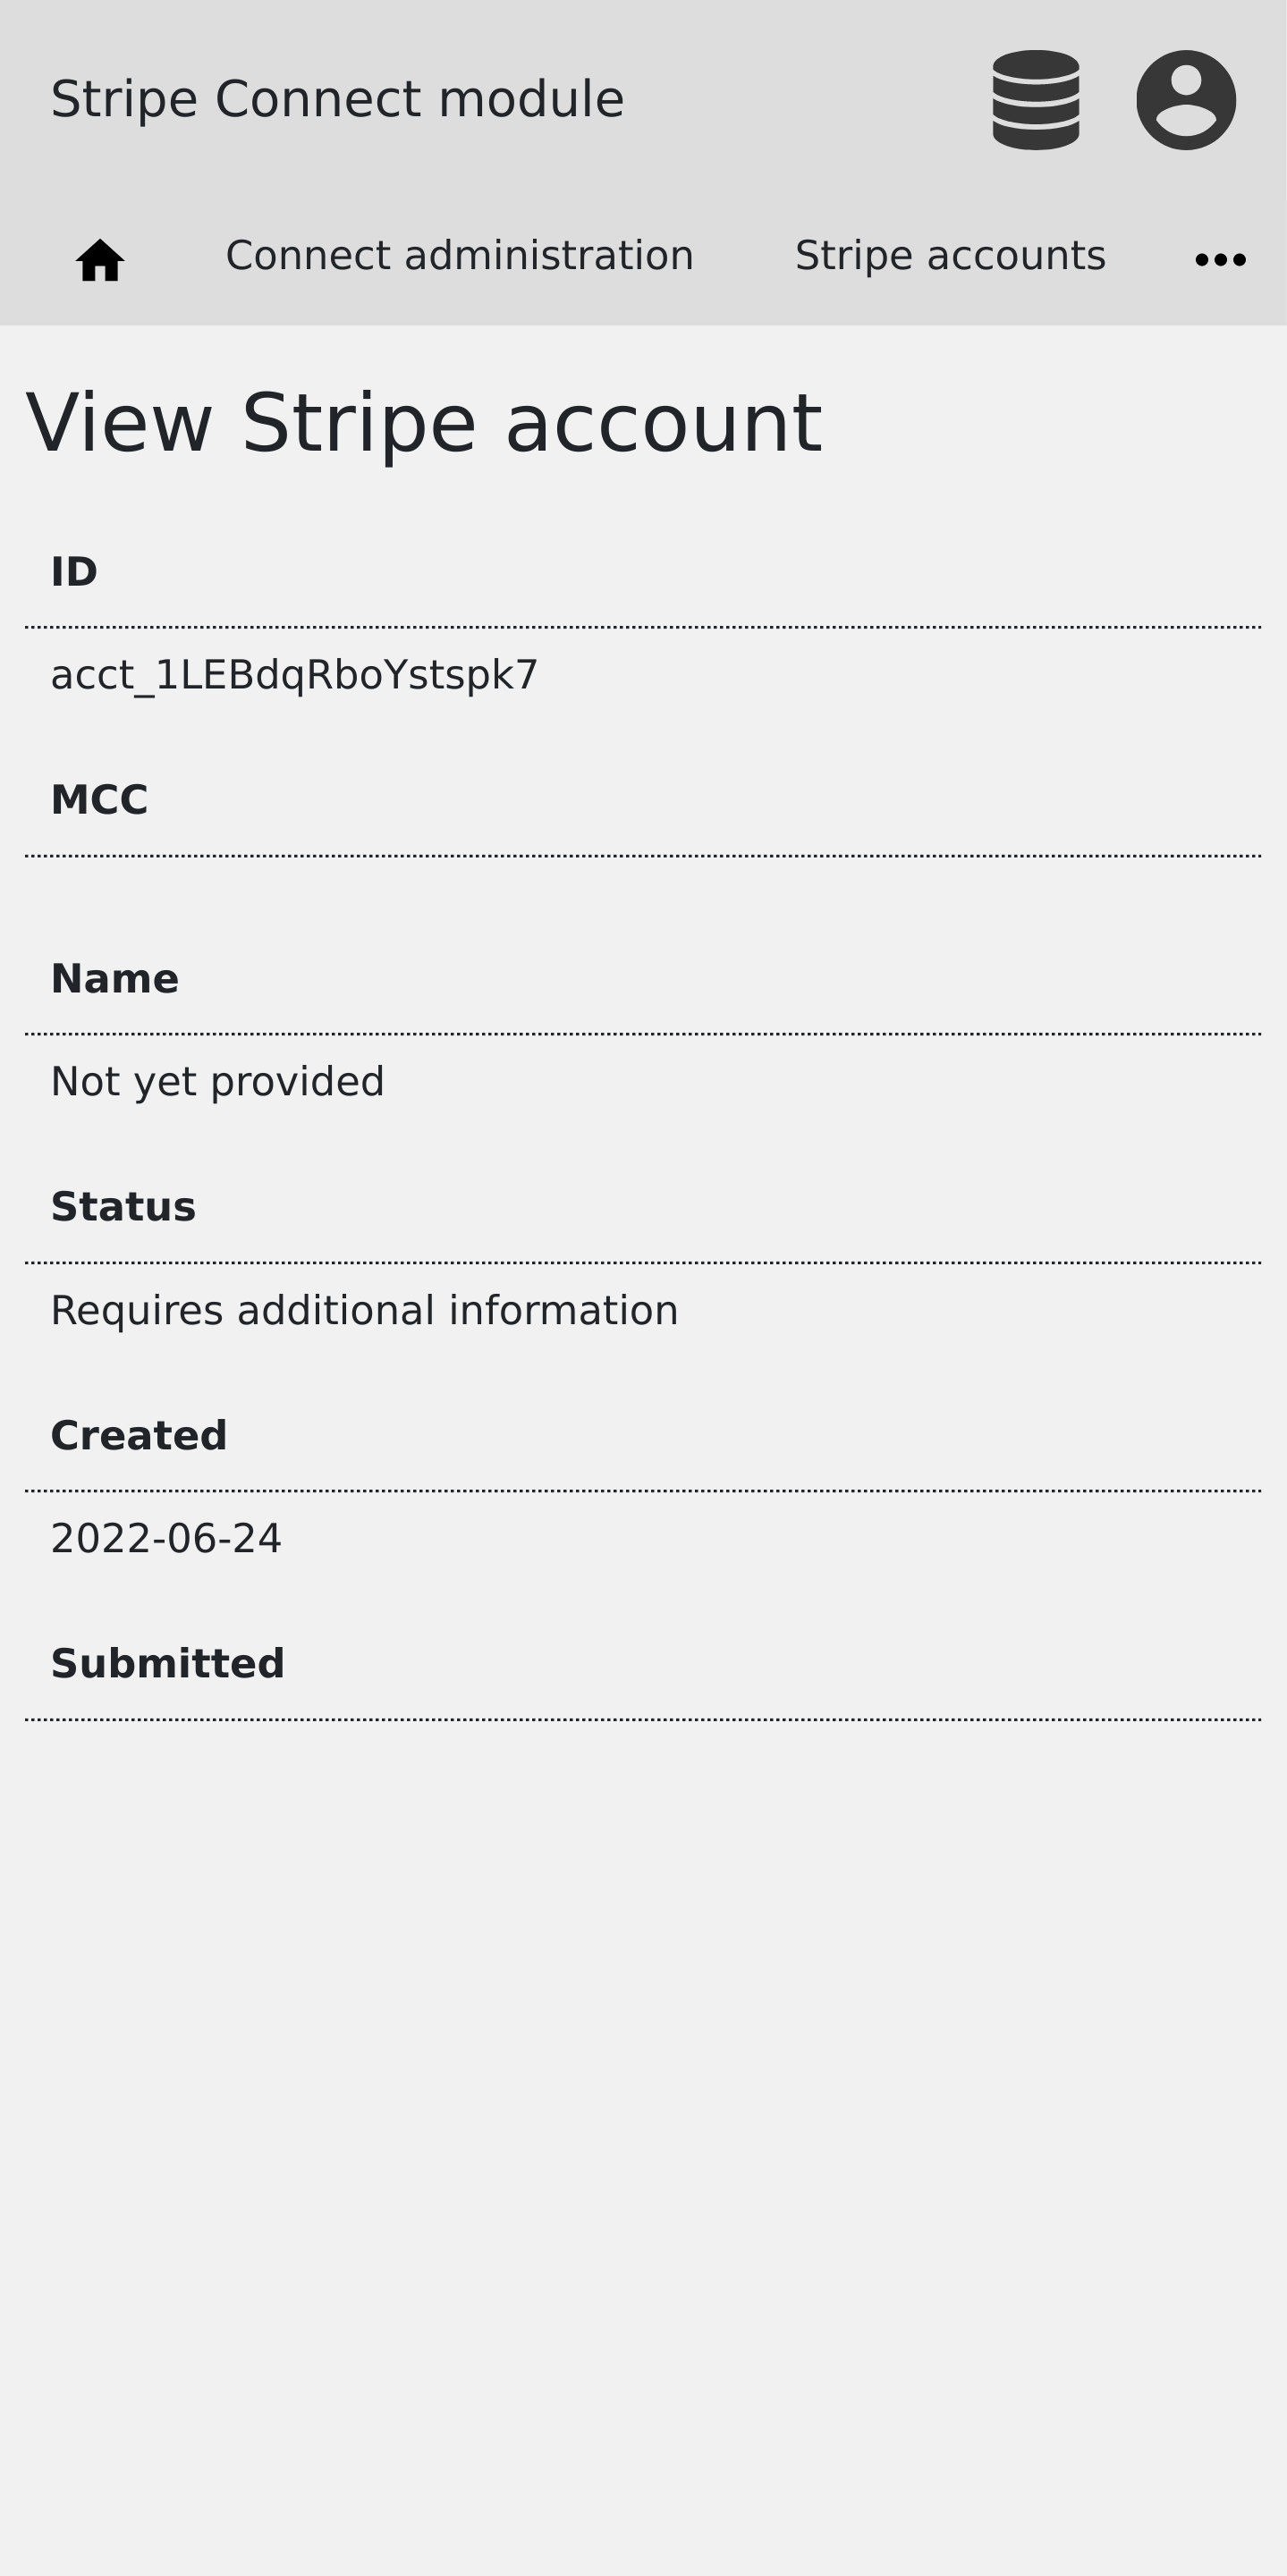 Stripe Connect module
Connect administration Stripe accounts
View Stripe account
ID
acct_1LEBdqRboYstspk7
MCC
Name
Not yet provided
Status
Requires additional information
Created
2022-06-24
Submitted